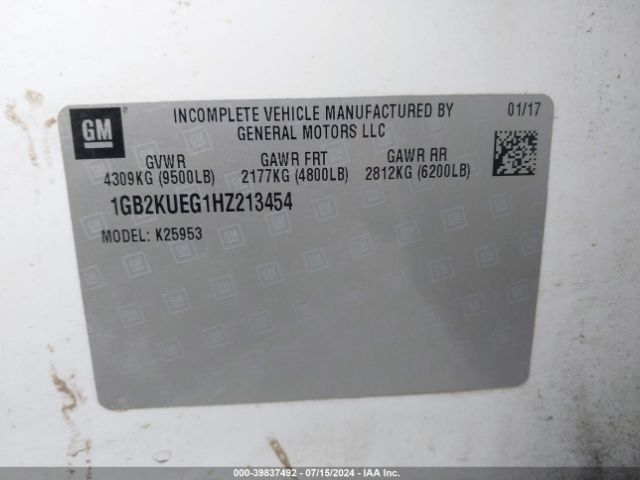 GM
INCOMPLETE VEHICLE MANUFACTURED BY
GENERAL MOTORS LLC
01/17
GVWR GAWR FRT GAWR RR
4309KG (9500LB) 2177KG (4800LB) 2812KG (6200LB)
1GB2KUEG1HZ213454
MODEL: K25953
000-39837492 - 07/15/2024 - IAA Inc.